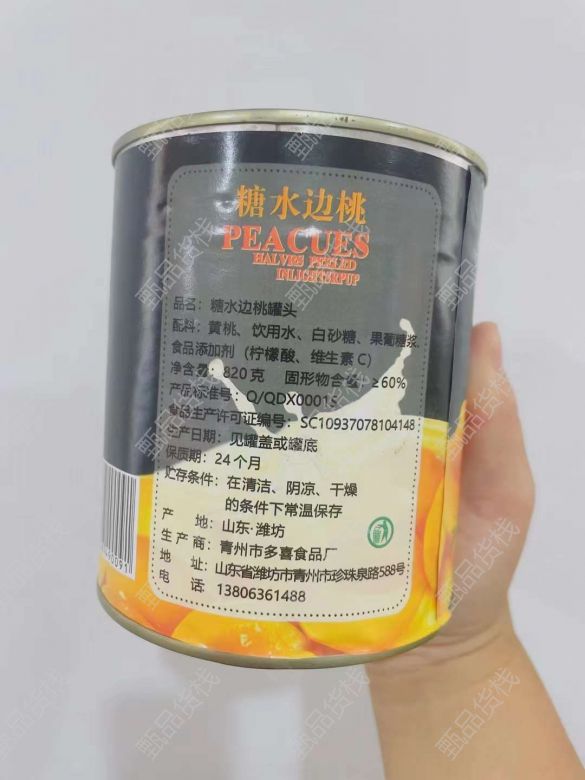 糖水边桃
PEACUES
HALVRS PEELED
INLIGHTSRPUP
品名：糖水边桃罐头
配料：黄桃、饮用水、白砂糖、果葡糖浆、
食品添加剂（柠檬酸、维生素C）
净含量：820克 固形物含量：≥60%
产品标准号：Q/QDX0001S
食品生产许可证编号：SC10937078104148
生产日期：见罐盖或罐底
保质期：24个月
贮存条件：在清洁、阴凉、干燥
的条件下常温保存
产 地：山东·潍坊
生产商：青州市多喜食品厂
地 址：山东省潍坊市青州市珍珠泉路588号
电 话：13806361488
甄品货栈